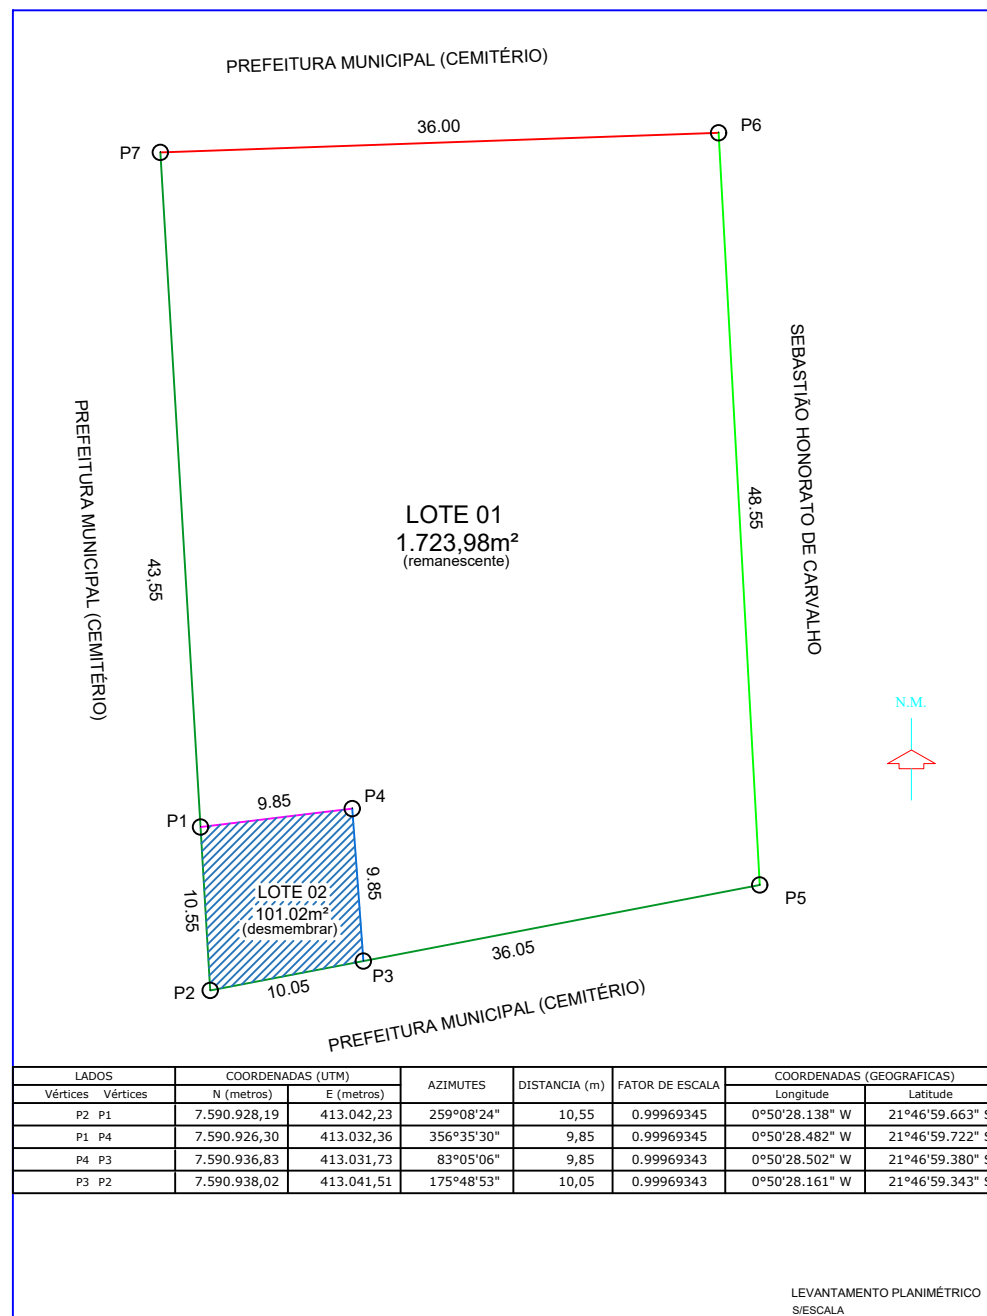 PREFEITURA MUNICIPAL (CEMITÉRIO)
36.00
P6
P7
SEBASTIÃO HONORATO DE CARVALHO
PREFEITURA MUNICIPAL (CEMITÉRIO)
48.55
LOTE 01
1.723,98m²
(remanescente)
43,55
N.M.
9.85
P4
P1
9.85
LOTE 02
101.02m²
(desmembrar)
10.55
P5
36.05
P3
P2
10.05
PREFEITURA MUNICIPAL (CEMITÉRIO)
LADOS COORDENADAS (UTM) AZIMUTES DISTANCIA (m) FATOR DE ESCALA COORDENADAS (GEOGRAFICAS)
Vértices Vértices N (metros) E (metros) Longitude Latitude
P2 P1 7.590.928,19 413.042,23 259°08'24" 10,55 0.99969345 0°50'28.138" W 21°46'59.663" S
P1 P4 7.590.926,30 413.032,36 356°35'30" 9,85 0.99969345 0°50'28.482" W 21°46'59.722" S
P4 P3 7.590.936,83 413.031,73 83°05'06" 9,85 0.99969343 0°50'28.502" W 21°46'59.380" S
P3 P2 7.590.938,02 413.041,51 175°48'53" 10,05 0.99969343 0°50'28.161" W 21°46'59.343" S
LEVANTAMENTO PLANIMÉTRICO
S/ESCALA